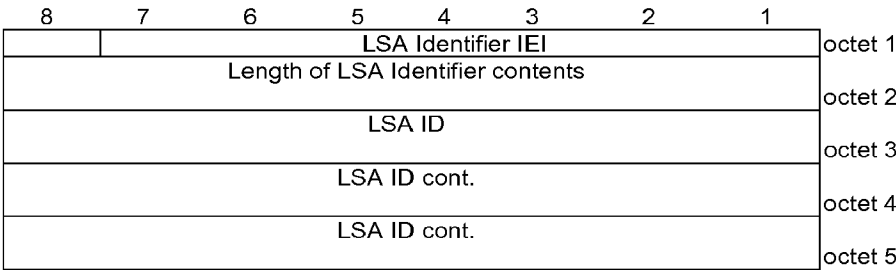 8 7 6 5 4 3 2 1
LSA Identifier IEI octet 1
Length of LSA Identifier contents
octet 2
LSA ID
octet 3
LSA ID cont.
octet 4
LSA ID cont.
octet 5